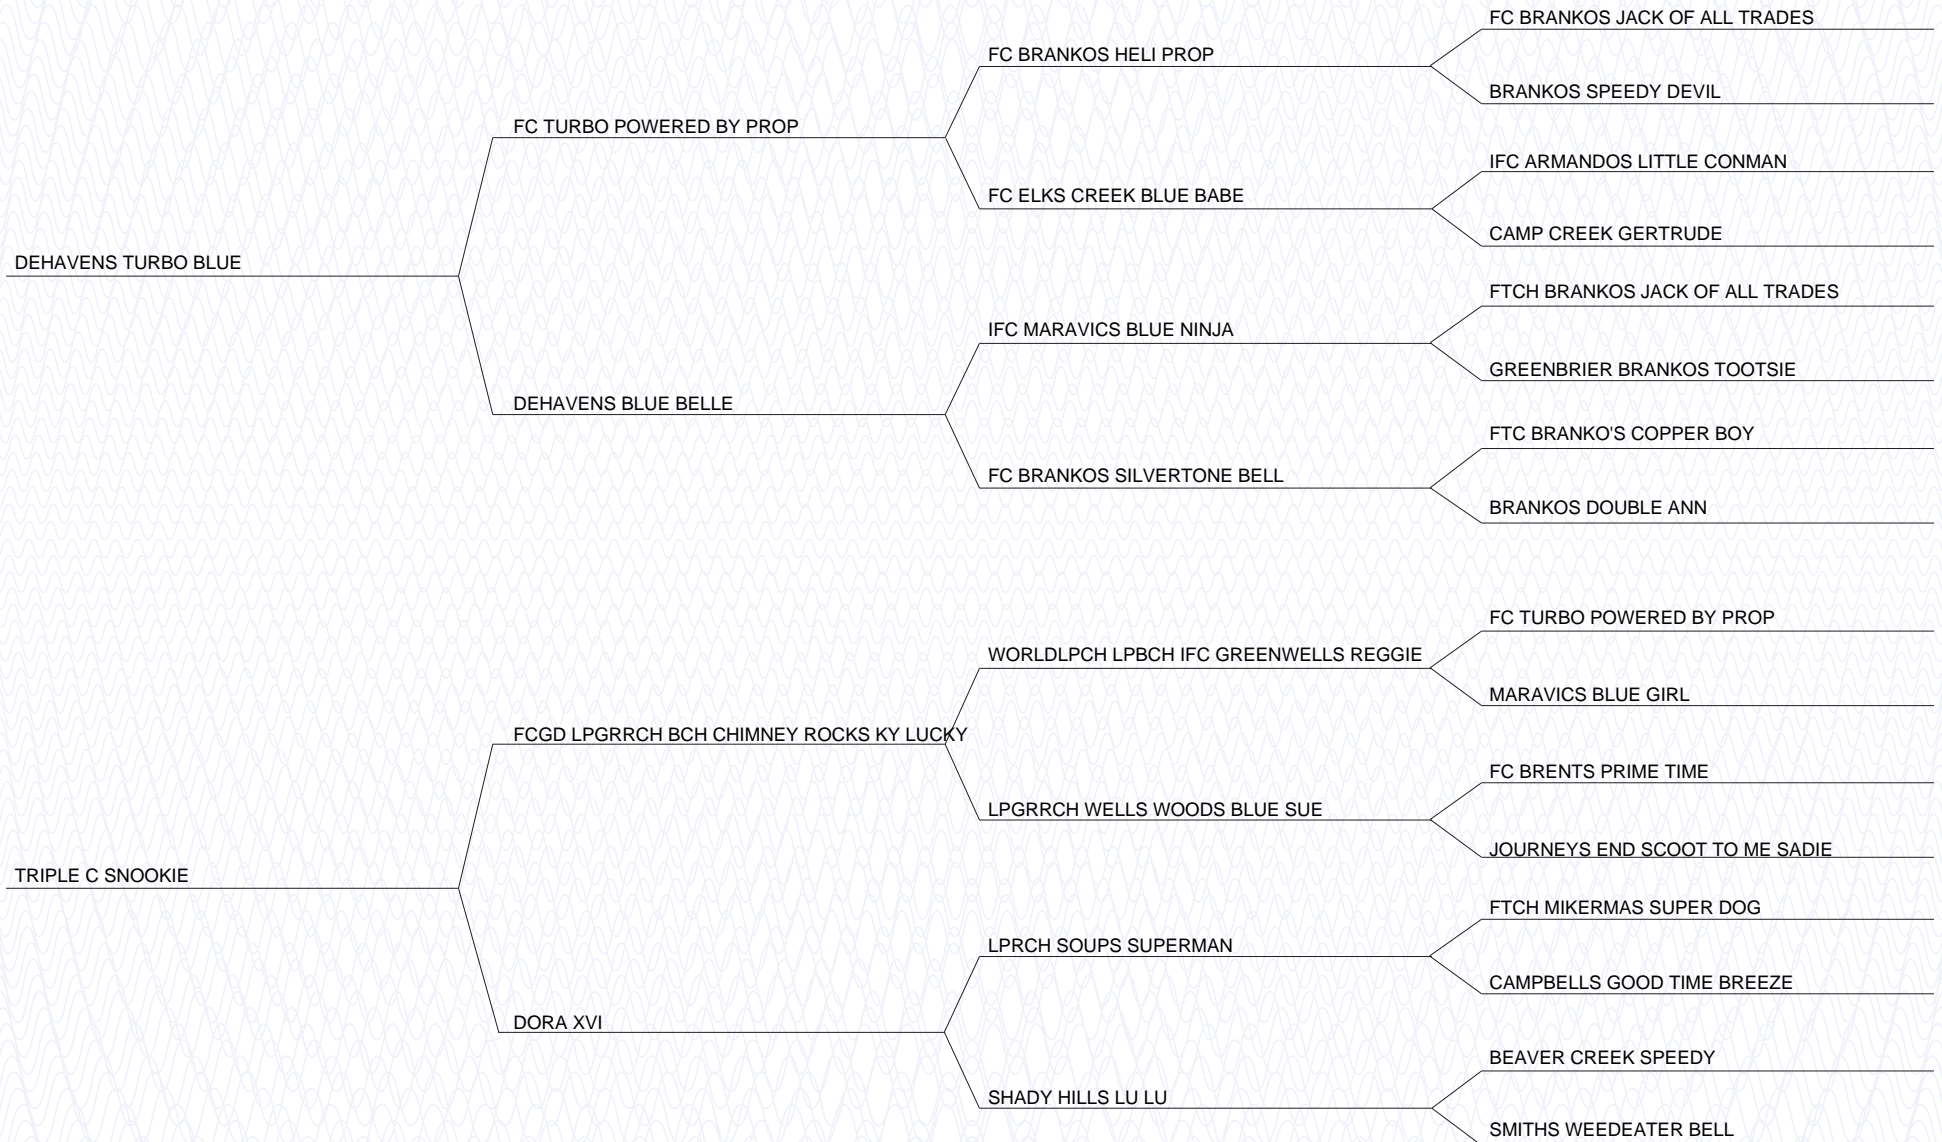 FC BRANKOS JACK OF ALL TRADES
FC BRANKOS HELI PROP
BRANKOS SPEEDY DEVIL
FC TURBO POWERED BY PROP
IFC ARMANDOS LITTLE CONMAN
FC ELKS CREEK BLUE BABE
CAMP CREEK GERTRUDE
DEHAVENS TURBO BLUE
FTCH BRANKOS JACK OF ALL TRADES
IFC MARAVICS BLUE NINJA
GREENBRIER BRANKOS TOOTSIE
DEHAVENS BLUE BELLE
FTC BRANKO'S COPPER BOY
FC BRANKOS SILVERTONE BELL
BRANKOS DOUBLE ANN
FC TURBO POWERED BY PROP
WORLDLPCH LPBCH IFC GREENWELLS REGGIE
MARAVICS BLUE GIRL
FCGD LPGRRCH BCH CHIMNEY ROCKS KY LUCKY
FC BRENTS PRIME TIME
LPGRRCH WELLS WOODS BLUE SUE
JOURNEYS END SCOOT TO ME SADIE
TRIPLE C SNOOKIE
FTCH MIKERMAS SUPER DOG
LPRCH SOUPS SUPERMAN
CAMPBELLS GOOD TIME BREEZE
DORA XVI
BEAVER CREEK SPEEDY
SHADY HILLS LU LU
SMITHS WEEDEATER BELL